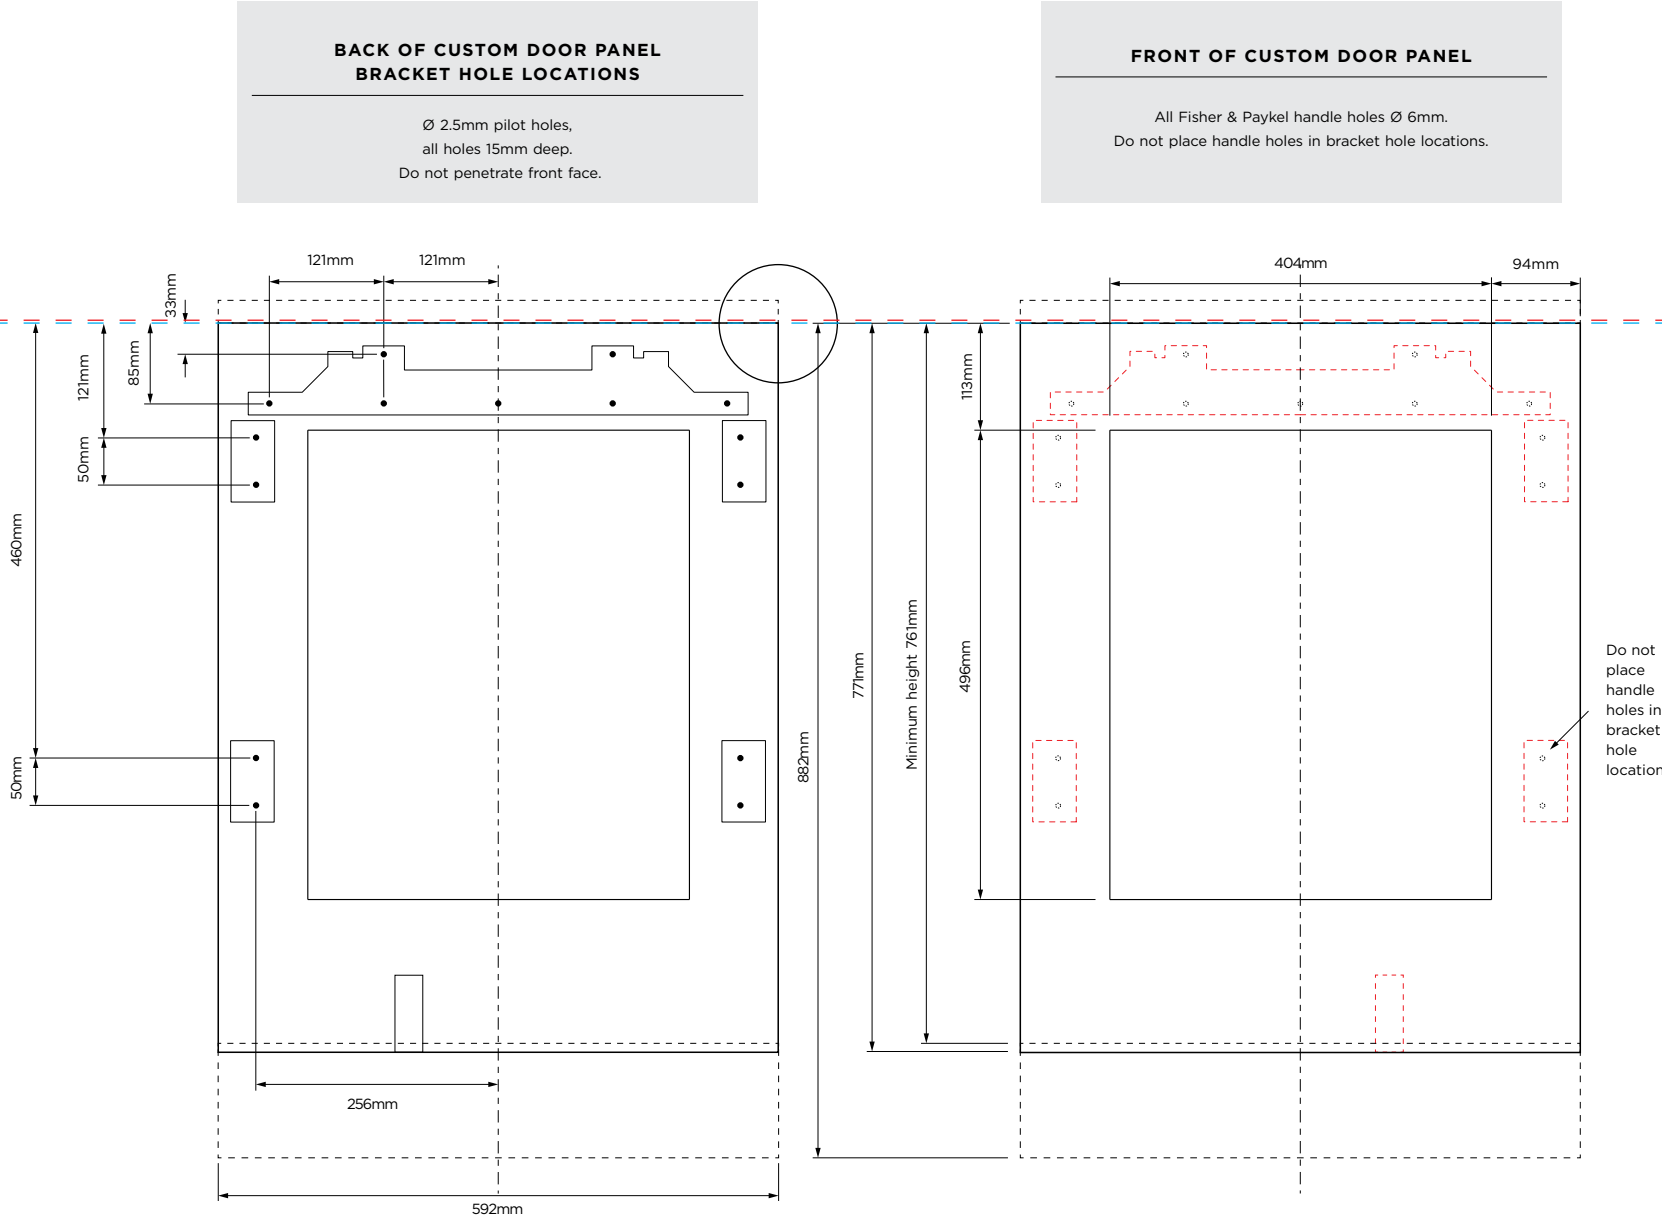 BACK OF CUSTOM DOOR PANEL
BRACKET HOLE LOCATIONS
Ø 2.5mm pilot holes,
all holes 15mm deep.
Do not penetrate front face.
FRONT OF CUSTOM DOOR PANEL
All Fisher & Paykel handle holes Ø 6mm.
Do not place handle holes in bracket hole locations.
121mm
121mm
33mm
85mm
121mm
50mm
460mm
50mm
256mm
592mm
882mm
771mm
Minimum height 761mm
404mm
94mm
113mm
496mm
Do not
place
handle
holes in
bracket
hole
location